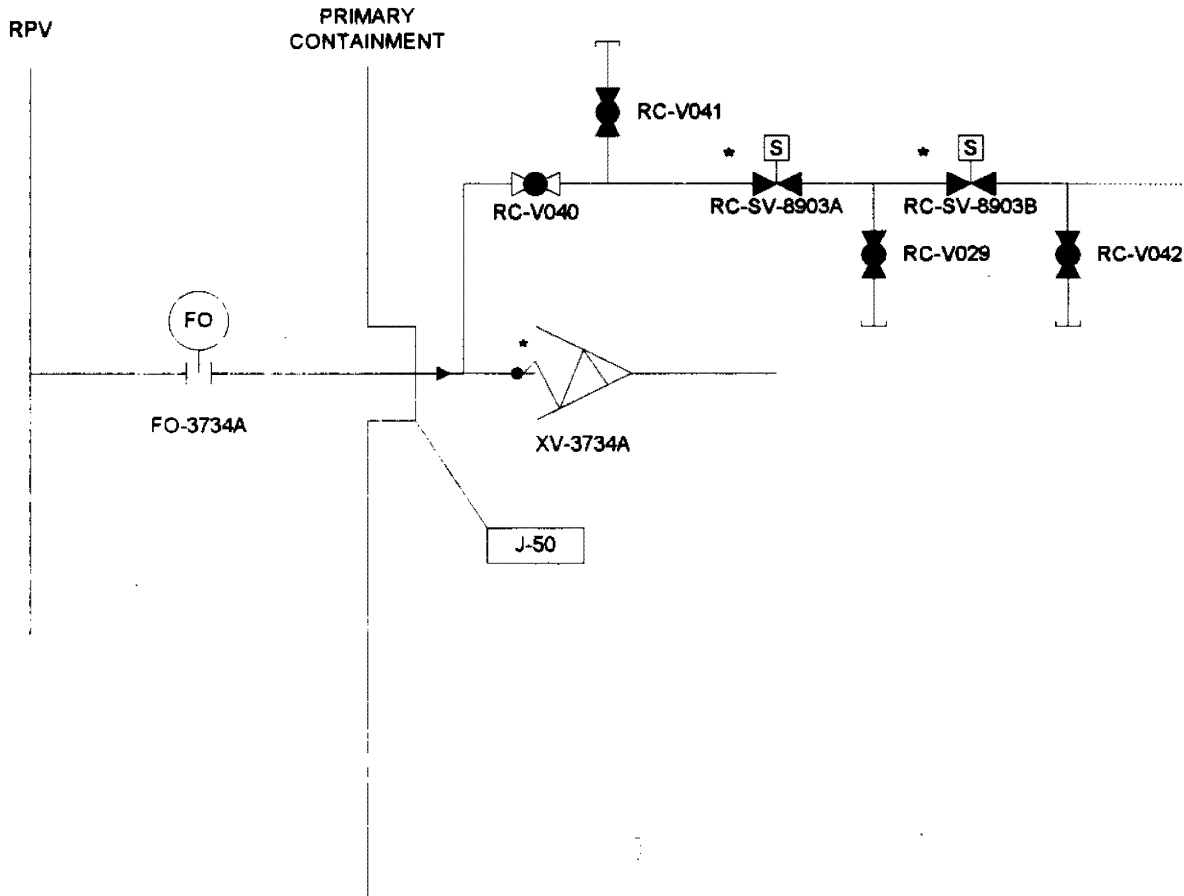 RPV
PRIMARY
CONTAINMENT
RC-V041
*
S
*
S
RC-V040
RC-SV-8903A
RC-SV-8903B
RC-V029
RC-V042
FO
*
FO-3734A
XV-3734A
J-50